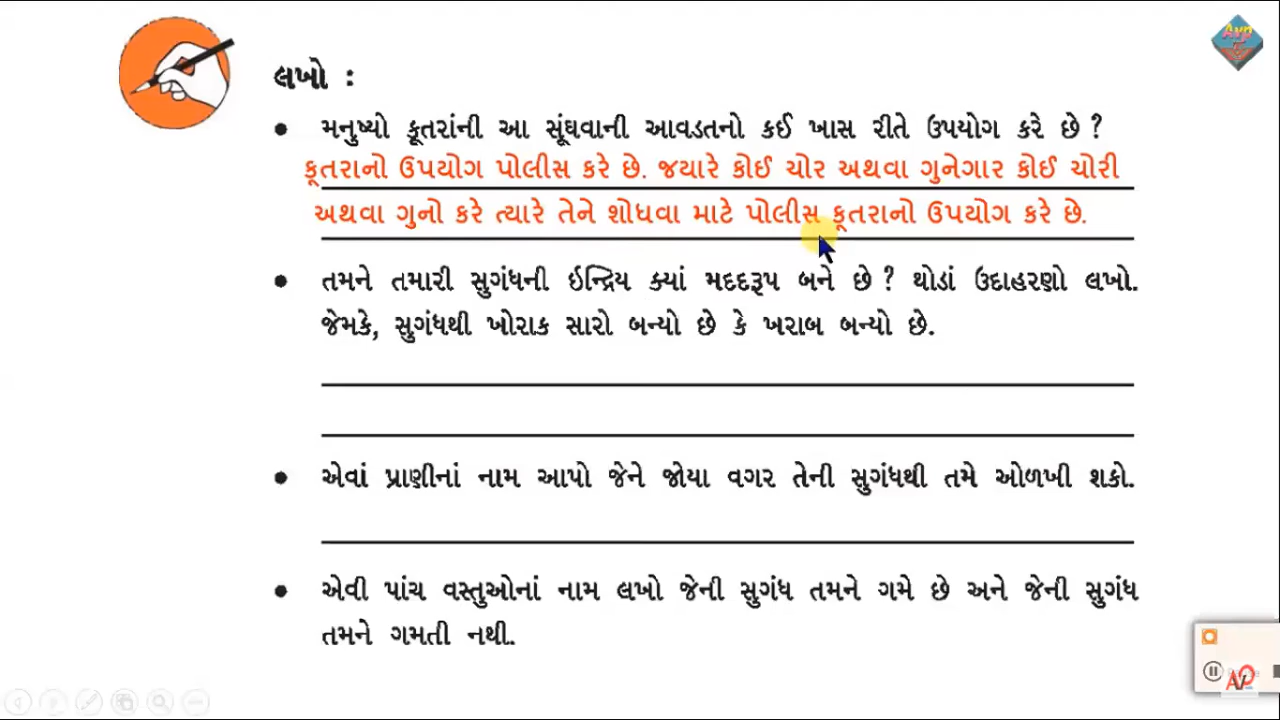 લખો :
• મનુષ્યો કૂતરાંની આ સૂંઘવાની આવડતનો કઈ ખાસ રીતે ઉપયોગ કરે છે ?
કૂતરાનો ઉપયોગ પોલીસ કરે છે. જયારે કોઈ ચોર અથવા ગુનેગાર કોઈ ચોરી
અથવા ગુનો કરે ત્યારે તેને શોધવા માટે પોલીસ કૂતરાનો ઉપયોગ કરે છે.
• તમને તમારી સુગંધની ઇન્દ્રિય ક્યાં મદદરૂપ બને છે ? થોડાં ઉદાહરણો લખો.
જેમકે, સુગંધથી ખોરાક સારો બન્યો છે કે ખરાબ બન્યો છે.
• એવાં પ્રાણીનાં નામ આપો જેને જોયા વગર તેની સુગંધથી તમે ઓળખી શકો.
• એવી પાંચ વસ્તુઓનાં નામ લખો જેની સુગંધ તમને ગમે છે અને જેની સુગંધ
તમને ગમતી નથી.